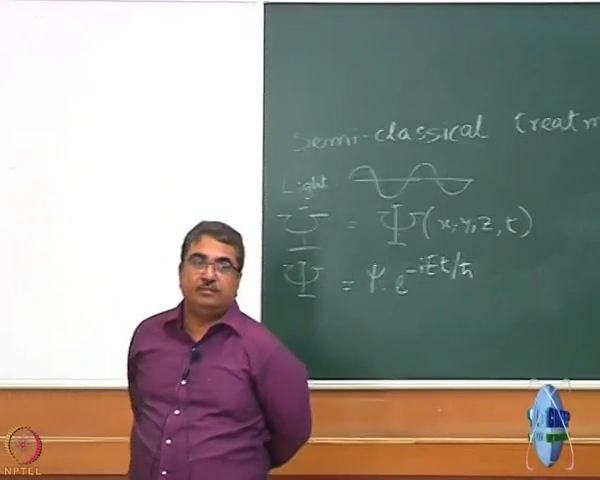 Semi-classical treatm
Light
Ψ = Ψ(x,y,z,t)
Ψ = ψ.e^{-iEt/ħ}
NPTEL